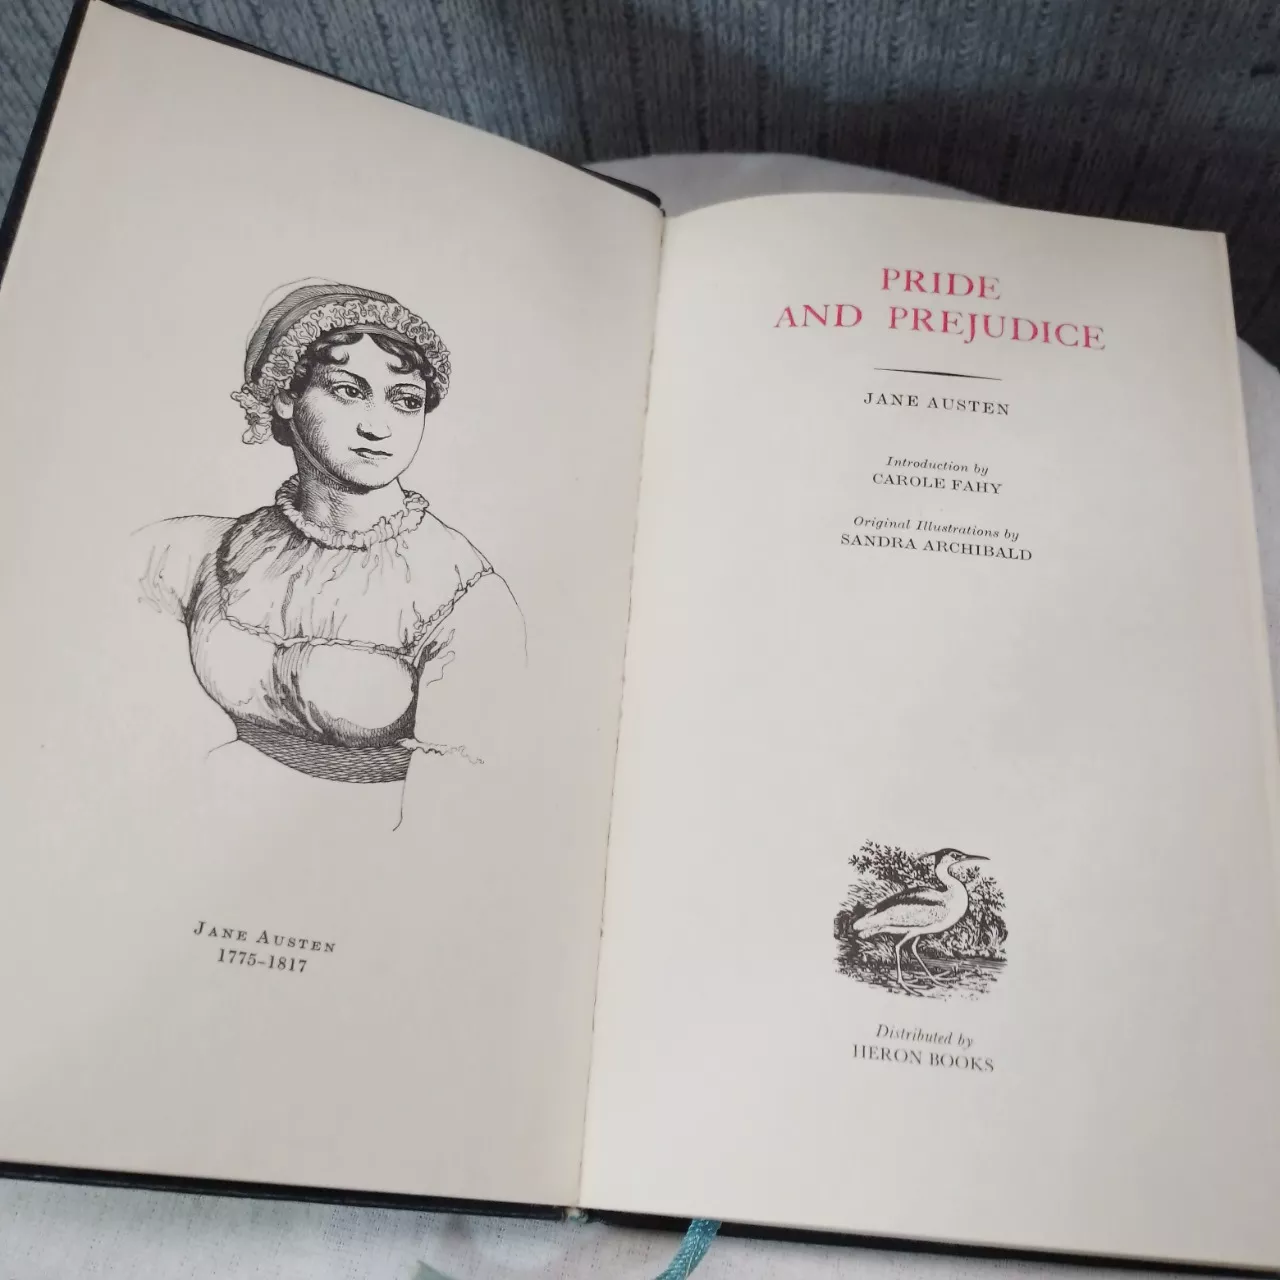 JANE AUSTEN
1775–1817
PRIDE
AND PREJUDICE
JANE AUSTEN
Introduction by
CAROLE FAHY
Original Illustrations by
SANDRA ARCHIBALD
Distributed by
HERON BOOKS